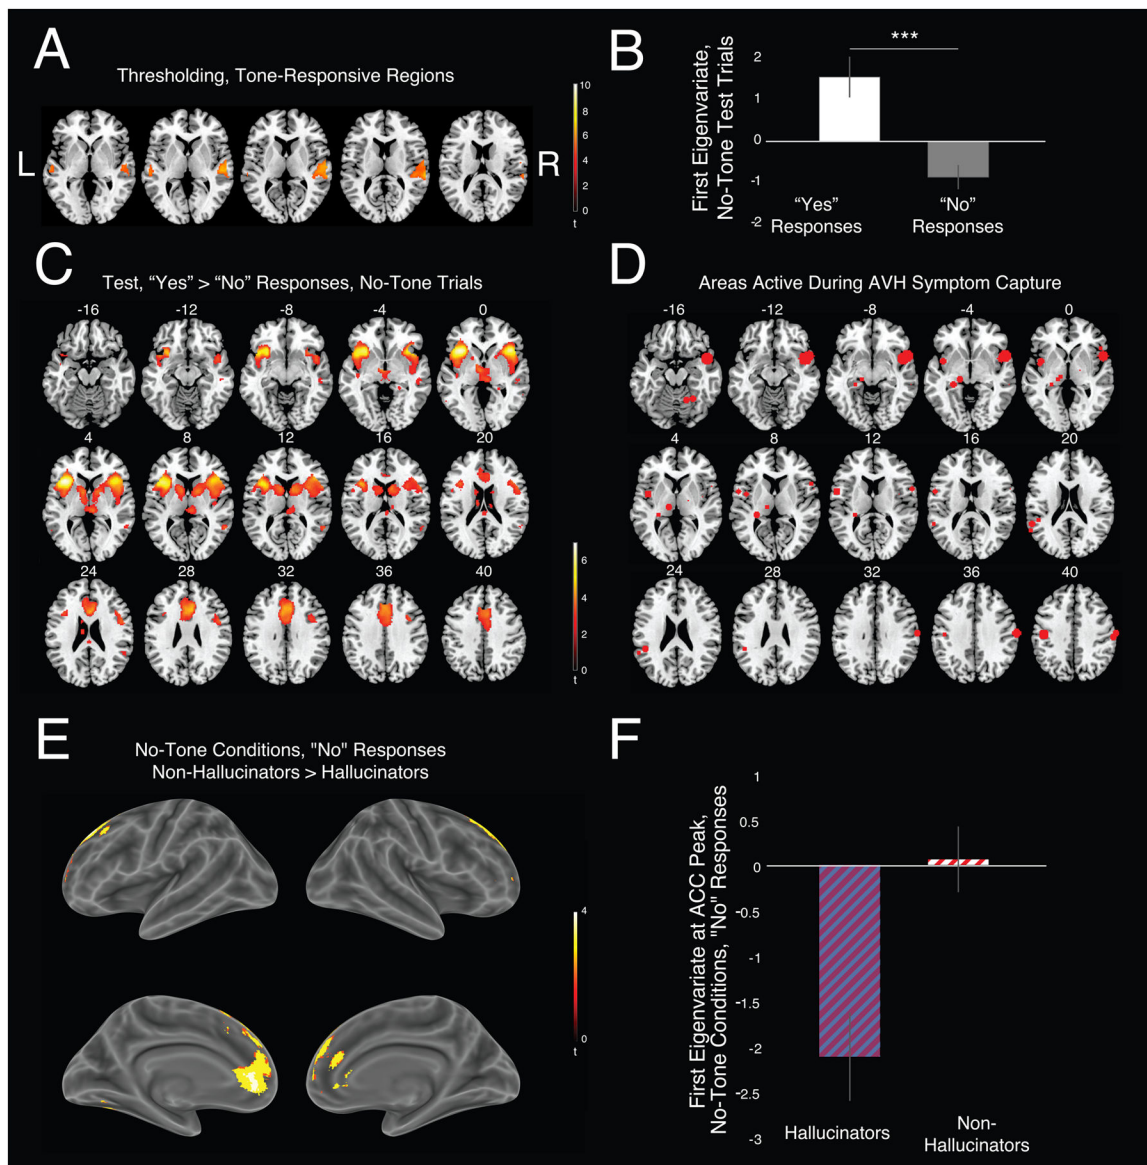 A
Thresholding, Tone-Responsive Regions
L
R
10
8
6
4
2
0
t
B
First Eigenvariate,
No-Tone Test Trials
***
2
1
0
-1
-2
“Yes”
Responses
“No”
Responses
C
Test, “Yes” > “No” Responses, No-Tone Trials
-16
-12
-8
-4
0
4
8
12
16
20
24
28
32
36
40
6
4
2
0
t
D
Areas Active During AVH Symptom Capture
-16
-12
-8
-4
0
4
8
12
16
20
24
28
32
36
40
E
No-Tone Conditions, "No" Responses
Non-Hallucinators > Hallucinators
4
0
t
F
First Eigenvariate at ACC Peak,
No-Tone Conditions, "No" Responses
1
0.5
0
-0.5
-1
-1.5
-2
-2.5
-3
Hallucinators
Non-
Hallucinators